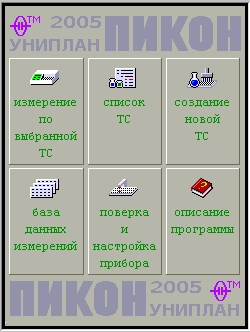 TM 2005 ПИКОН
УНИПЛАН
измерение
по
выбранной
ТС
список
ТС
создание
новой
ТС
база
данных
измерений
поверка
и
настройка
прибора
описание
программы
ПИКОН 2005 TM
УНИПЛАН